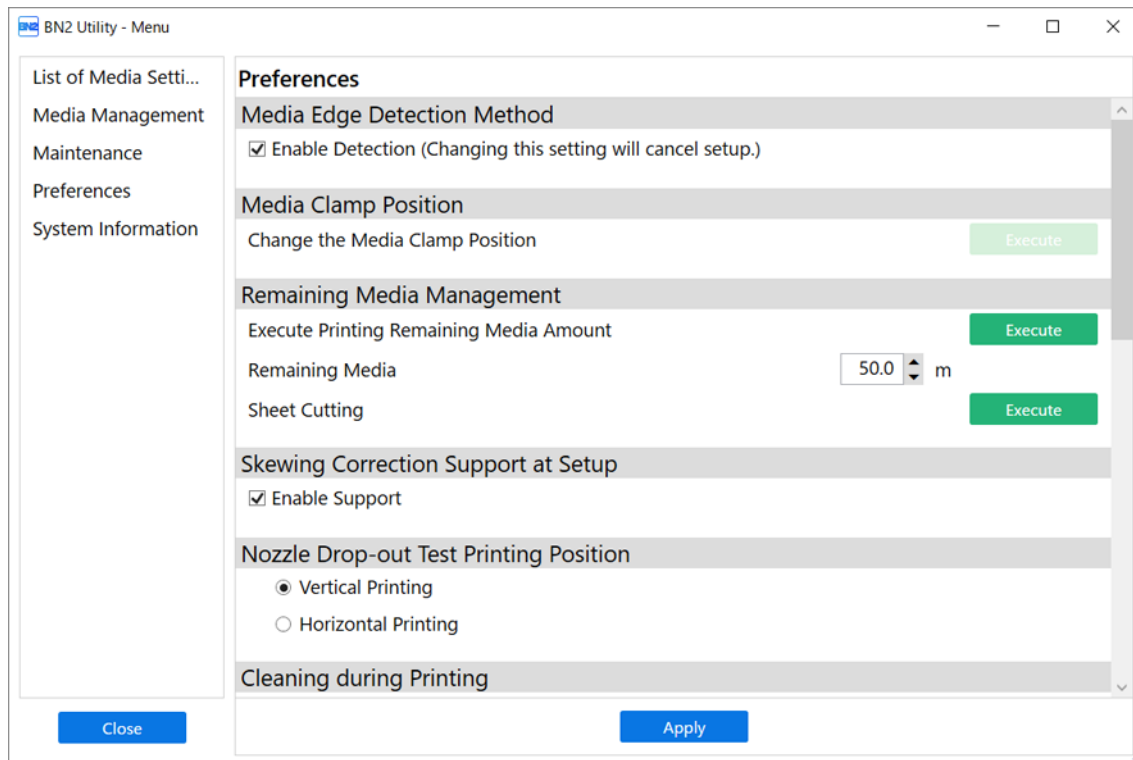 BN2 BN2 Utility - Menu
List of Media Setti...
Media Management
Maintenance
Preferences
System Information
Close
Preferences
Media Edge Detection Method
Enable Detection (Changing this setting will cancel setup.)
Media Clamp Position
Change the Media Clamp Position Execute
Remaining Media Management
Execute Printing Remaining Media Amount Execute
Remaining Media 50.0 m
Sheet Cutting Execute
Skewing Correction Support at Setup
Enable Support
Nozzle Drop-out Test Printing Position
Vertical Printing
Horizontal Printing
Cleaning during Printing
Apply